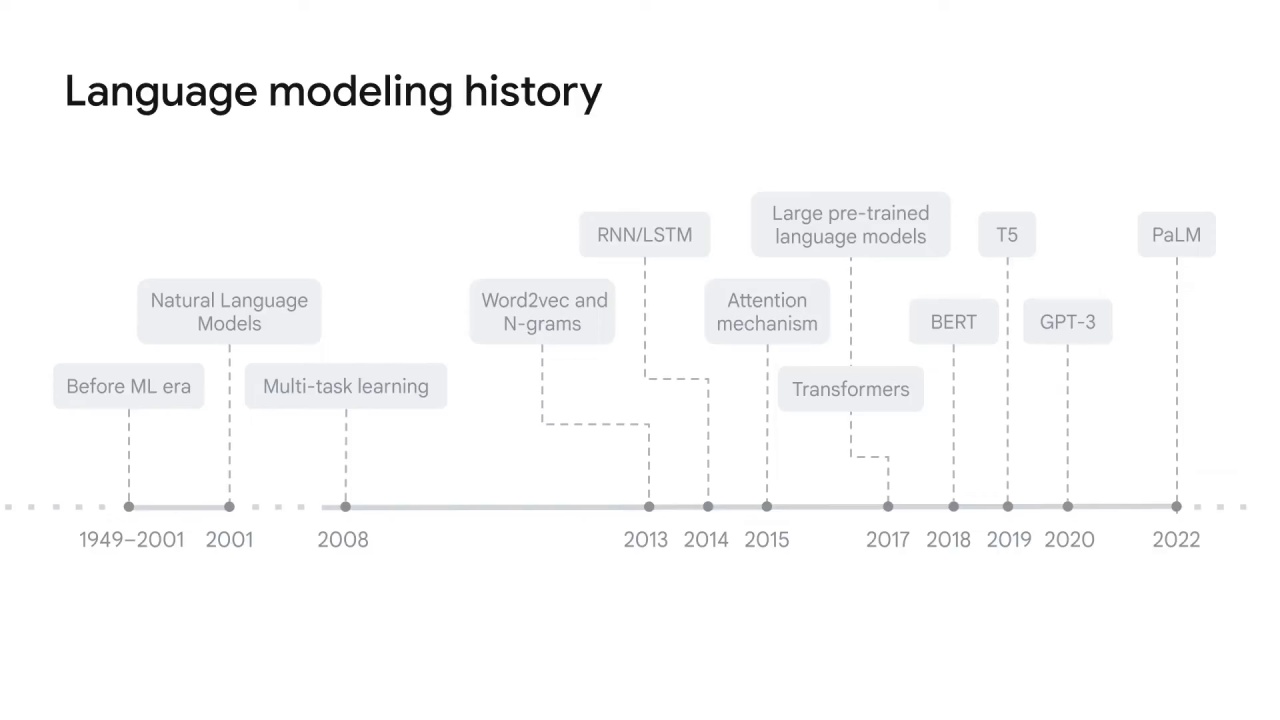 Language modeling history
RNN/LSTM
Large pre-trained
language models
T5
PaLM
Natural Language
Models
Word2vec and
N-grams
Attention
mechanism
BERT
GPT-3
Before ML era
Multi-task learning
Transformers
1949–2001
2001
2008
2013
2014
2015
2017
2018
2019
2020
2022